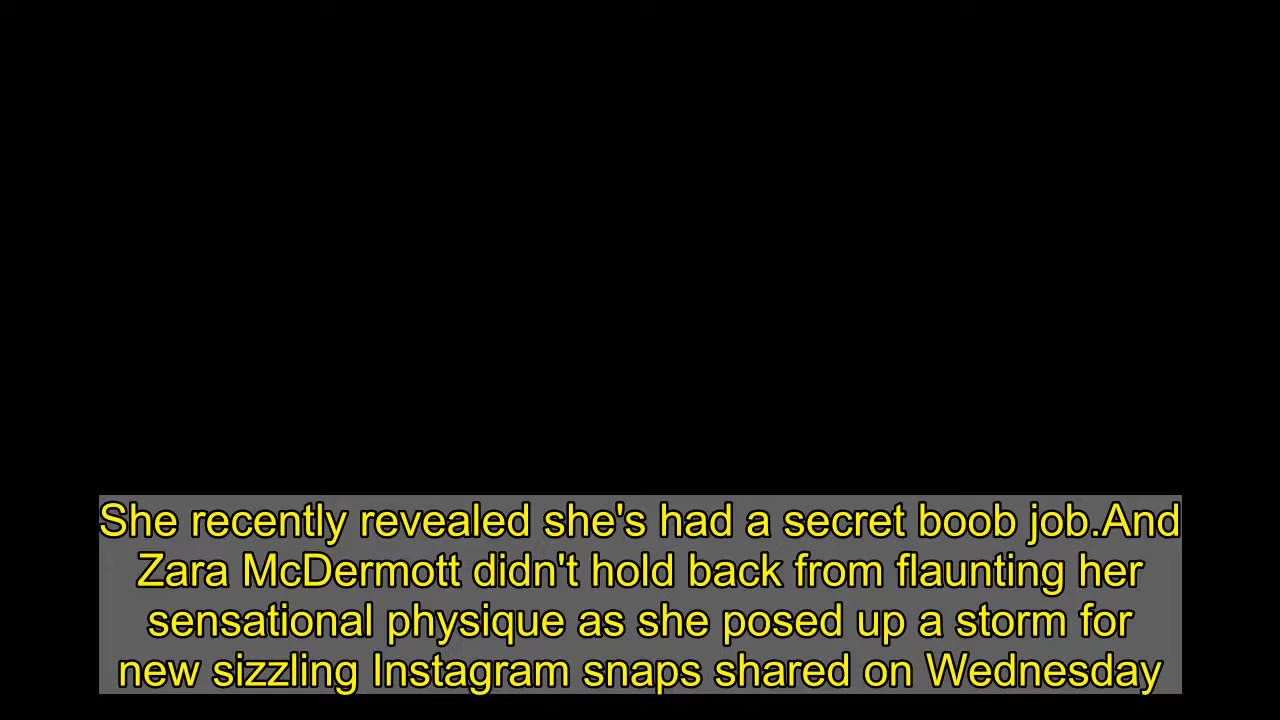 She recently revealed she's had a secret boob job.And
Zara McDermott didn't hold back from flaunting her
sensational physique as she posed up a storm for
new sizzling Instagram snaps shared on Wednesday